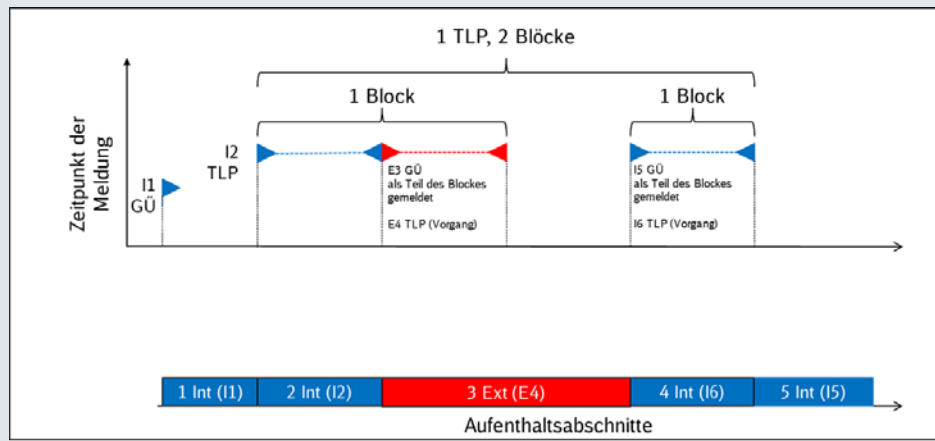 1 TLP, 2 Blöcke
1 Block
1 Block
Zeitpunkt der
Meldung
I1
GÜ
I2
TLP
E3 GÜ
als Teil des Blockes
gemeldet
E4 TLP (Vorgang)
I5 GÜ
als Teil des Blockes
gemeldet
I6 TLP (Vorgang)
1 Int (I1)
2 Int (I2)
3 Ext (E4)
4 Int (I6)
5 Int (I5)
Aufenthaltsabschnitte